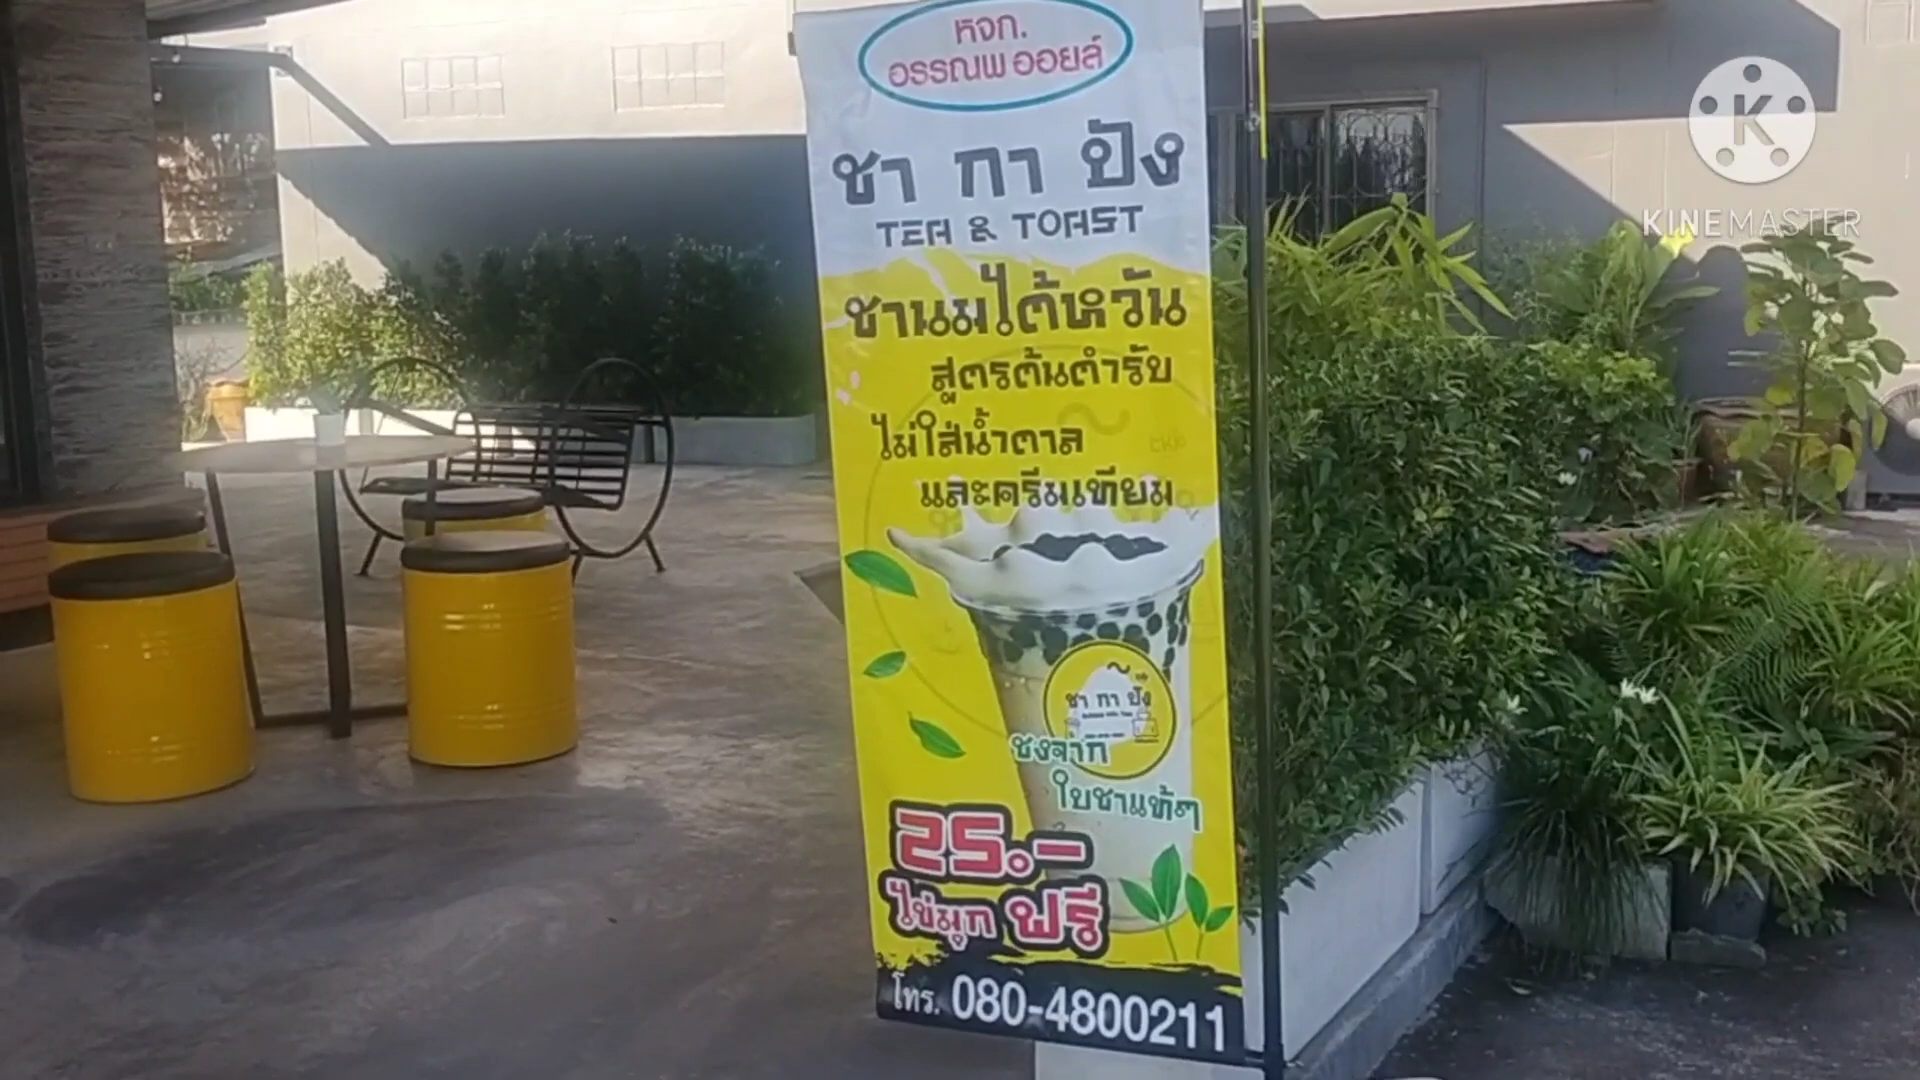 หจก.
อรรณพ ออยล์
ชา กา ปัง
TEA & TOAST
ชานมไต้หวัน
สูตรต้นตำรับ
ไม่ใส่น้ำตาล
และครีมเทียม
ชา กา ปัง
ชงจาก
ใบชาแท้ๆ
25.-
ไข่มุก ฟรี
โทร. 080-4800211
K
KINEMASTER